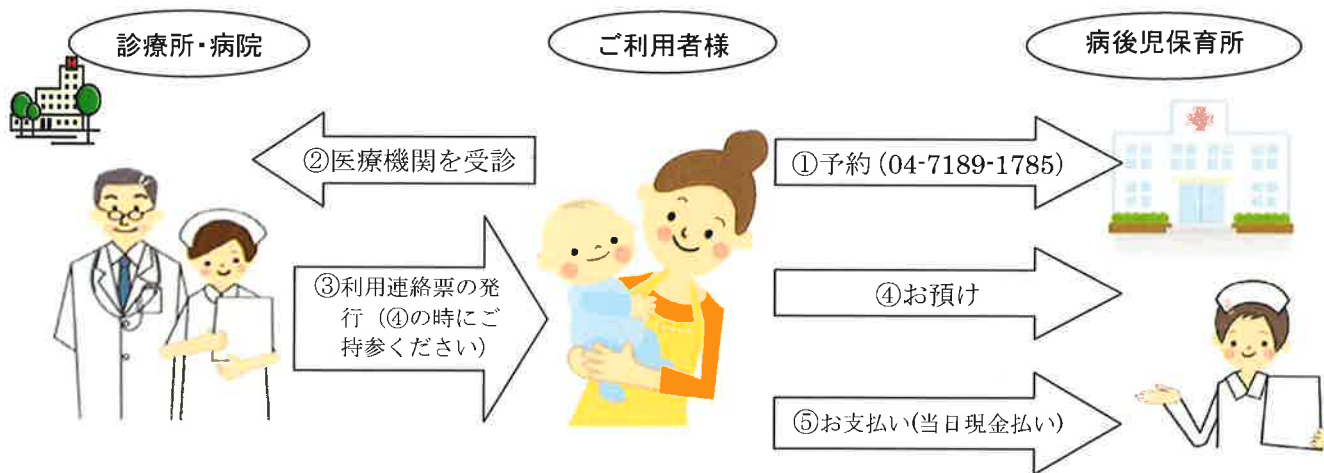 診療所・病院
ご利用者様
病後児保育所
②医療機関を受診
①予約(04-7189-1785)
③利用連絡票の発
行（④の時にご
持参ください）
④お預け
⑤お支払い(当日現金払い)